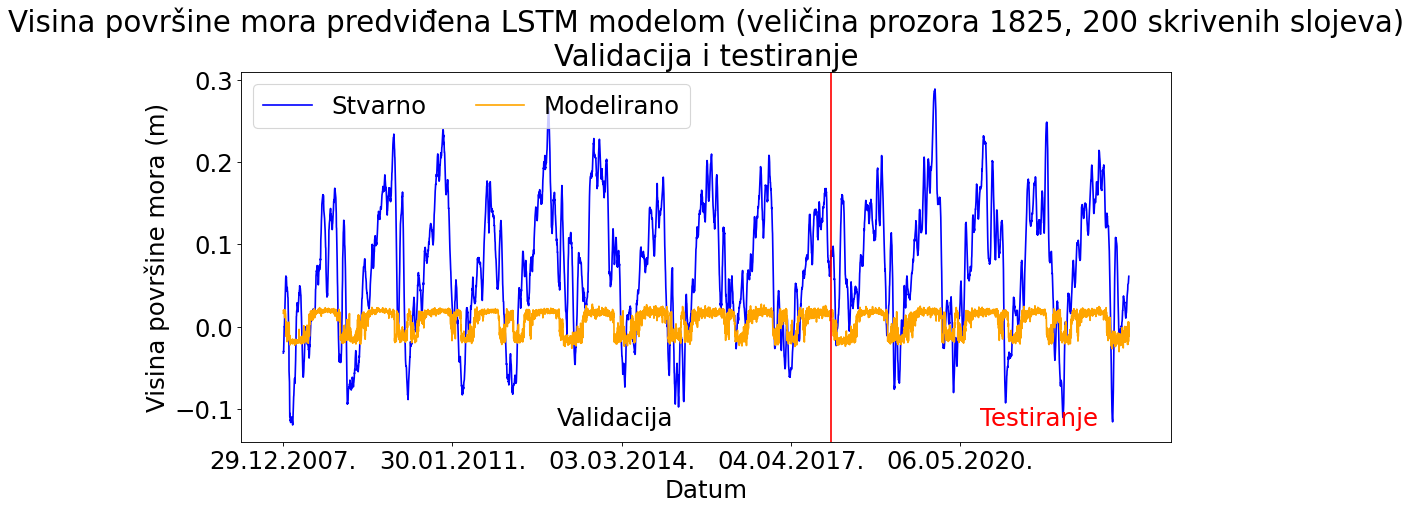 Visina površine mora predviđena LSTM modelom (veličina prozora 1825, 200 skrivenih slojeva)
Validacija i testiranje
Stvarno
Modelirano
Visina površine mora (m)
0.3
0.2
0.1
0.0
−0.1
Validacija
Testiranje
29.12.2007.
30.01.2011.
03.03.2014.
04.04.2017.
06.05.2020.
Datum